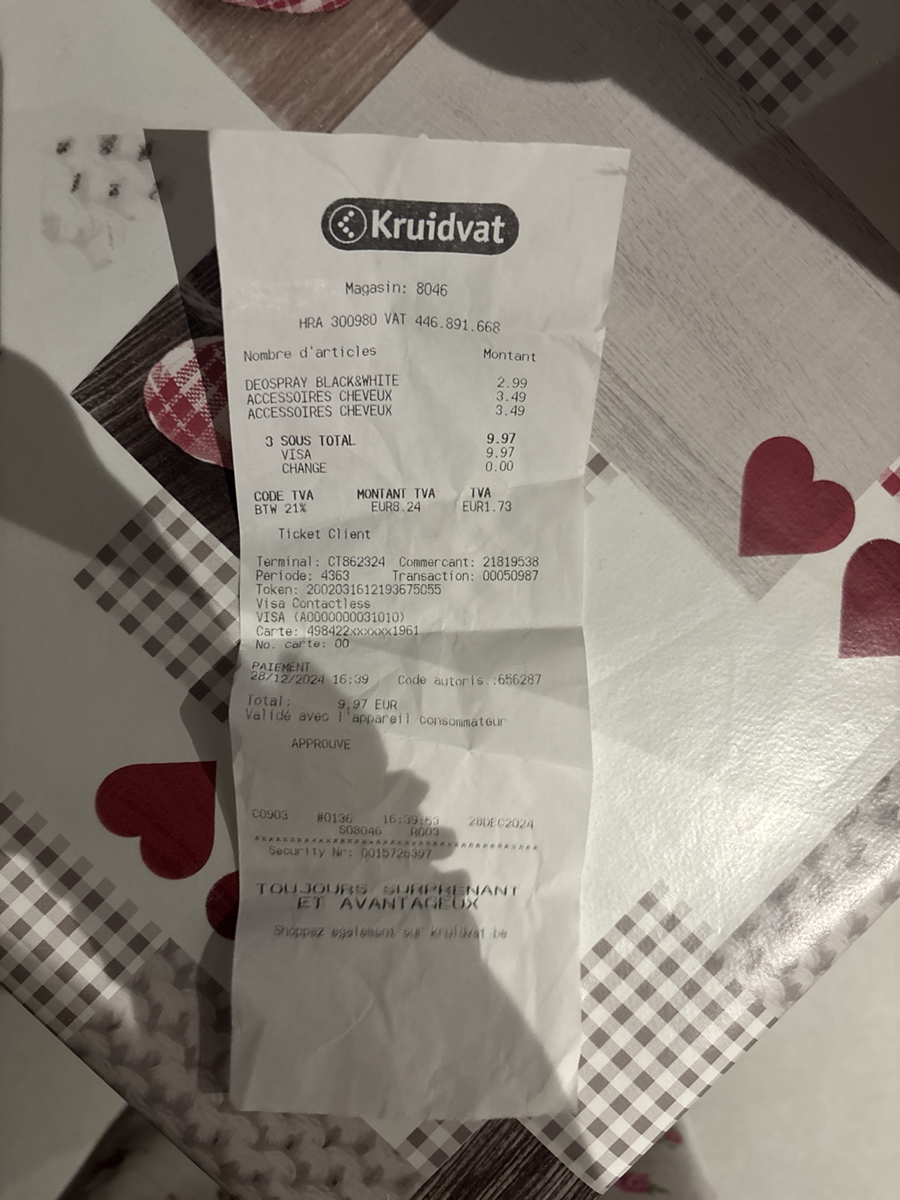 Kruidvat
Magasin: 8046
HRA 300980 VAT 446.891.668
Nombre d'articles Montant
DEOSPRAY BLACK&WHITE 2.99
ACCESSOIRES CHEVEUX 3.49
ACCESSOIRES CHEVEUX 3.49
3 SOUS TOTAL 9.97
VISA 9.97
CHANGE 0.00
CODE TVA MONTANT TVA TVA
BTW 21% EUR8.24 EUR1.73
Ticket Client
Terminal: CT862324 Commercant: 21819538
Periode: 4363 Transaction: 00050987
Token: 2002031612193675055
Visa Contactless
VISA (A0000000031010)
Carte: 498422xxxxxx1961
No. carte: 00
PAIEMENT
28/12/2024 16:39 Code autoris.:656287
Total: 9,97 EUR
Validé avec l'appareil consommateur
APPROUVE
C0903 #0136 16:39:53 28DEC2024
S08046 R003
****************************************
Security Nr: 0015726397
TOUJOURS SURPRENANT
ET AVANTAGEUX
Shoppez egalement sur kruidvat.be